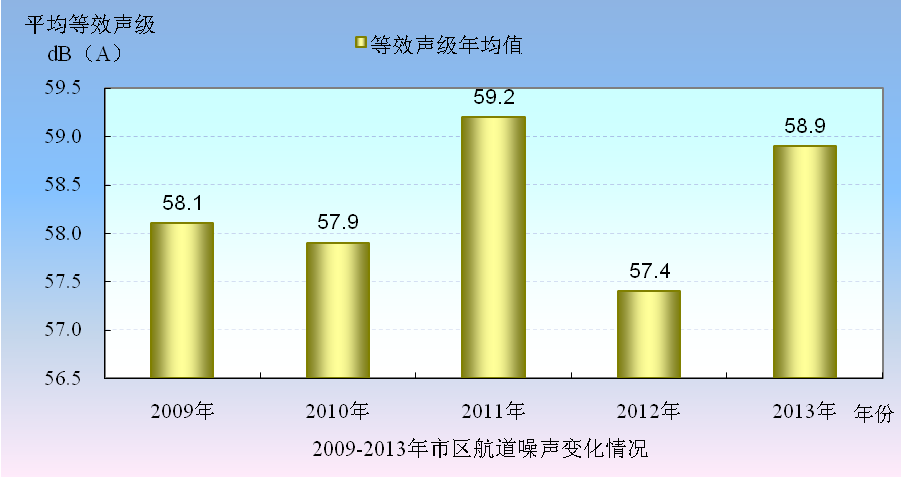 平均等效声级
dB（A）
等效声级年均值
59.5
59.0
58.5
58.0
57.5
57.0
56.5
58.1
57.9
59.2
57.4
58.9
2009年
2010年
2011年
2012年
2013年
年份
2009-2013年市区航道噪声变化情况